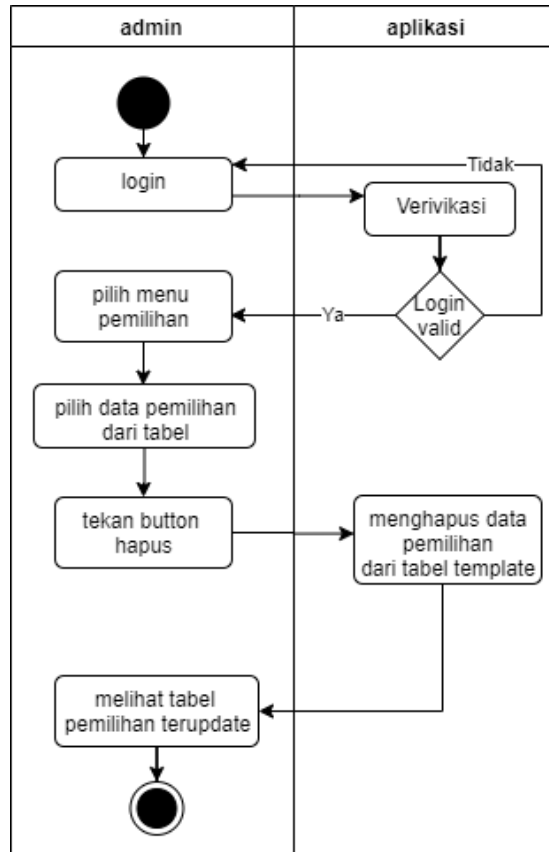 admin
aplikasi
login
Tidak
Verivikasi
pilih menu
pemilihan
Ya
Login
valid
pilih data pemilihan
dari tabel
tekan button
hapus
menghapus data
pemilihan
dari tabel template
melihat tabel
pemilihan terupdate